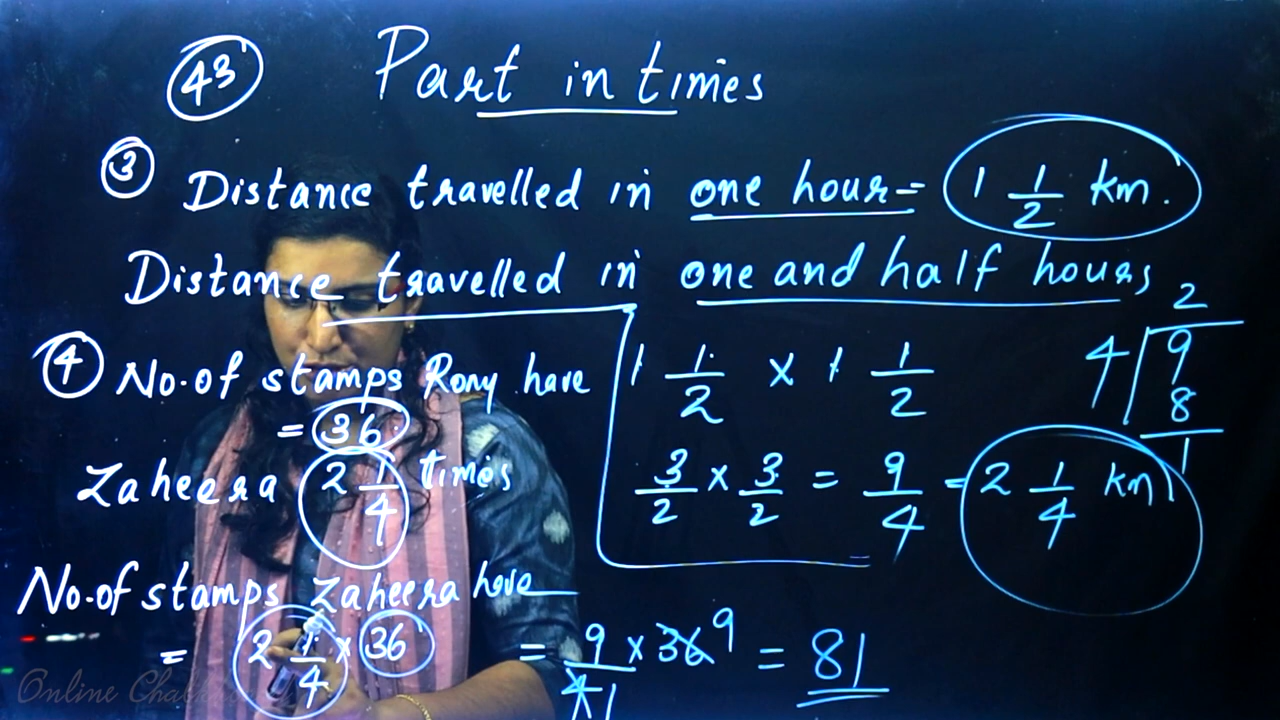 43 Part in times
3 Distance travelled in one hour = 1 1/2 km.
Distance travelled in one and half hours
1 1/2 x 1 1/2
3/2 x 3/2 = 9/4 = 2 1/4 km
2
4 9
8
1
4 No. of stamps Rony have
= 36
Zaheera 2 1/4 times
No. of stamps Zaheera have
= 2 1/4 x 36 = 9/4 1 x 36 9 = 81
Online